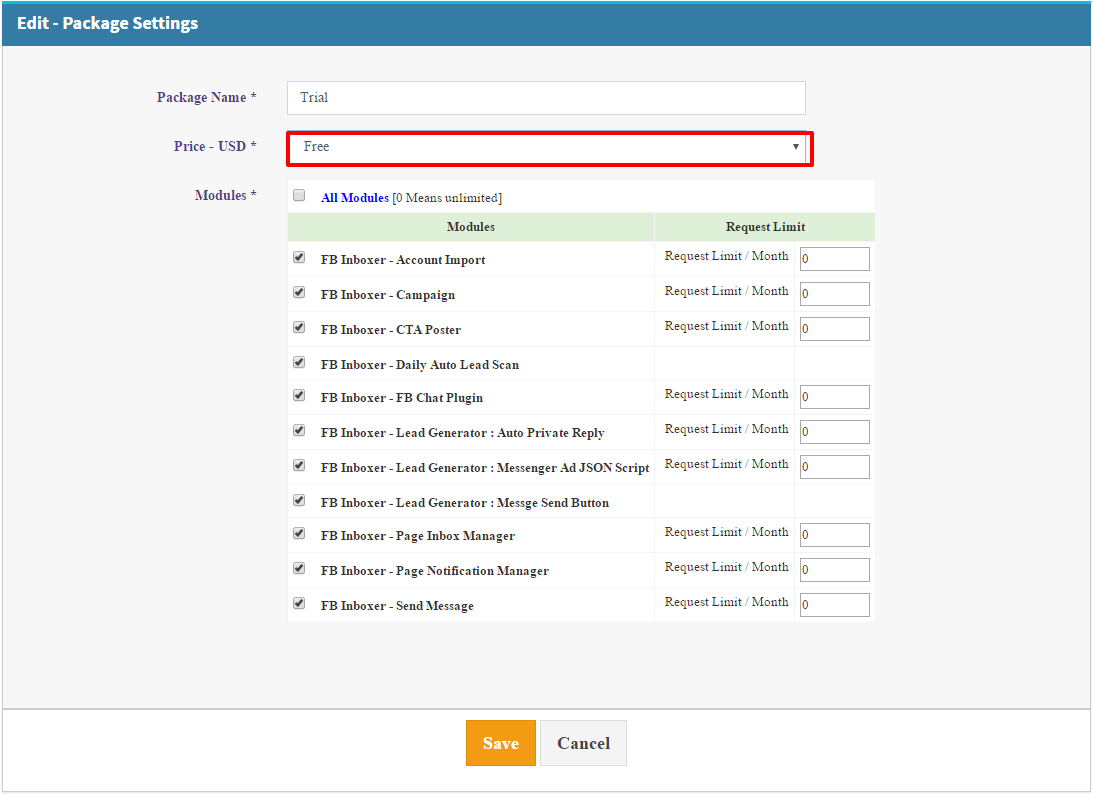 Edit - Package Settings
Package Name *
Trial
Price - USD *
Free
Modules *
All Modules [0 Means unlimited]
Modules Request Limit
FB Inboxer - Account Import Request Limit / Month 0
FB Inboxer - Campaign Request Limit / Month 0
FB Inboxer - CTA Poster Request Limit / Month 0
FB Inboxer - Daily Auto Lead Scan
FB Inboxer - FB Chat Plugin Request Limit / Month 0
FB Inboxer - Lead Generator : Auto Private Reply Request Limit / Month 0
FB Inboxer - Lead Generator : Messenger Ad JSON Script Request Limit / Month 0
FB Inboxer - Lead Generator : Messge Send Button
FB Inboxer - Page Inbox Manager Request Limit / Month 0
FB Inboxer - Page Notification Manager Request Limit / Month 0
FB Inboxer - Send Message Request Limit / Month 0
Save Cancel